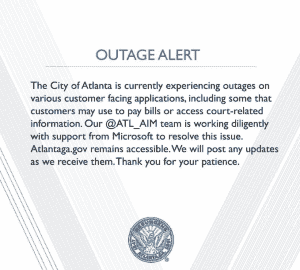 OUTAGE ALERT
The City of Atlanta is currently experiencing outages on
various customer facing applications, including some that
customers may use to pay bills or access court-related
information. Our @ATL_AIM team is working diligently
with support from Microsoft to resolve this issue.
Atlantaga.gov remains accessible. We will post any updates
as we receive them. Thank you for your patience.